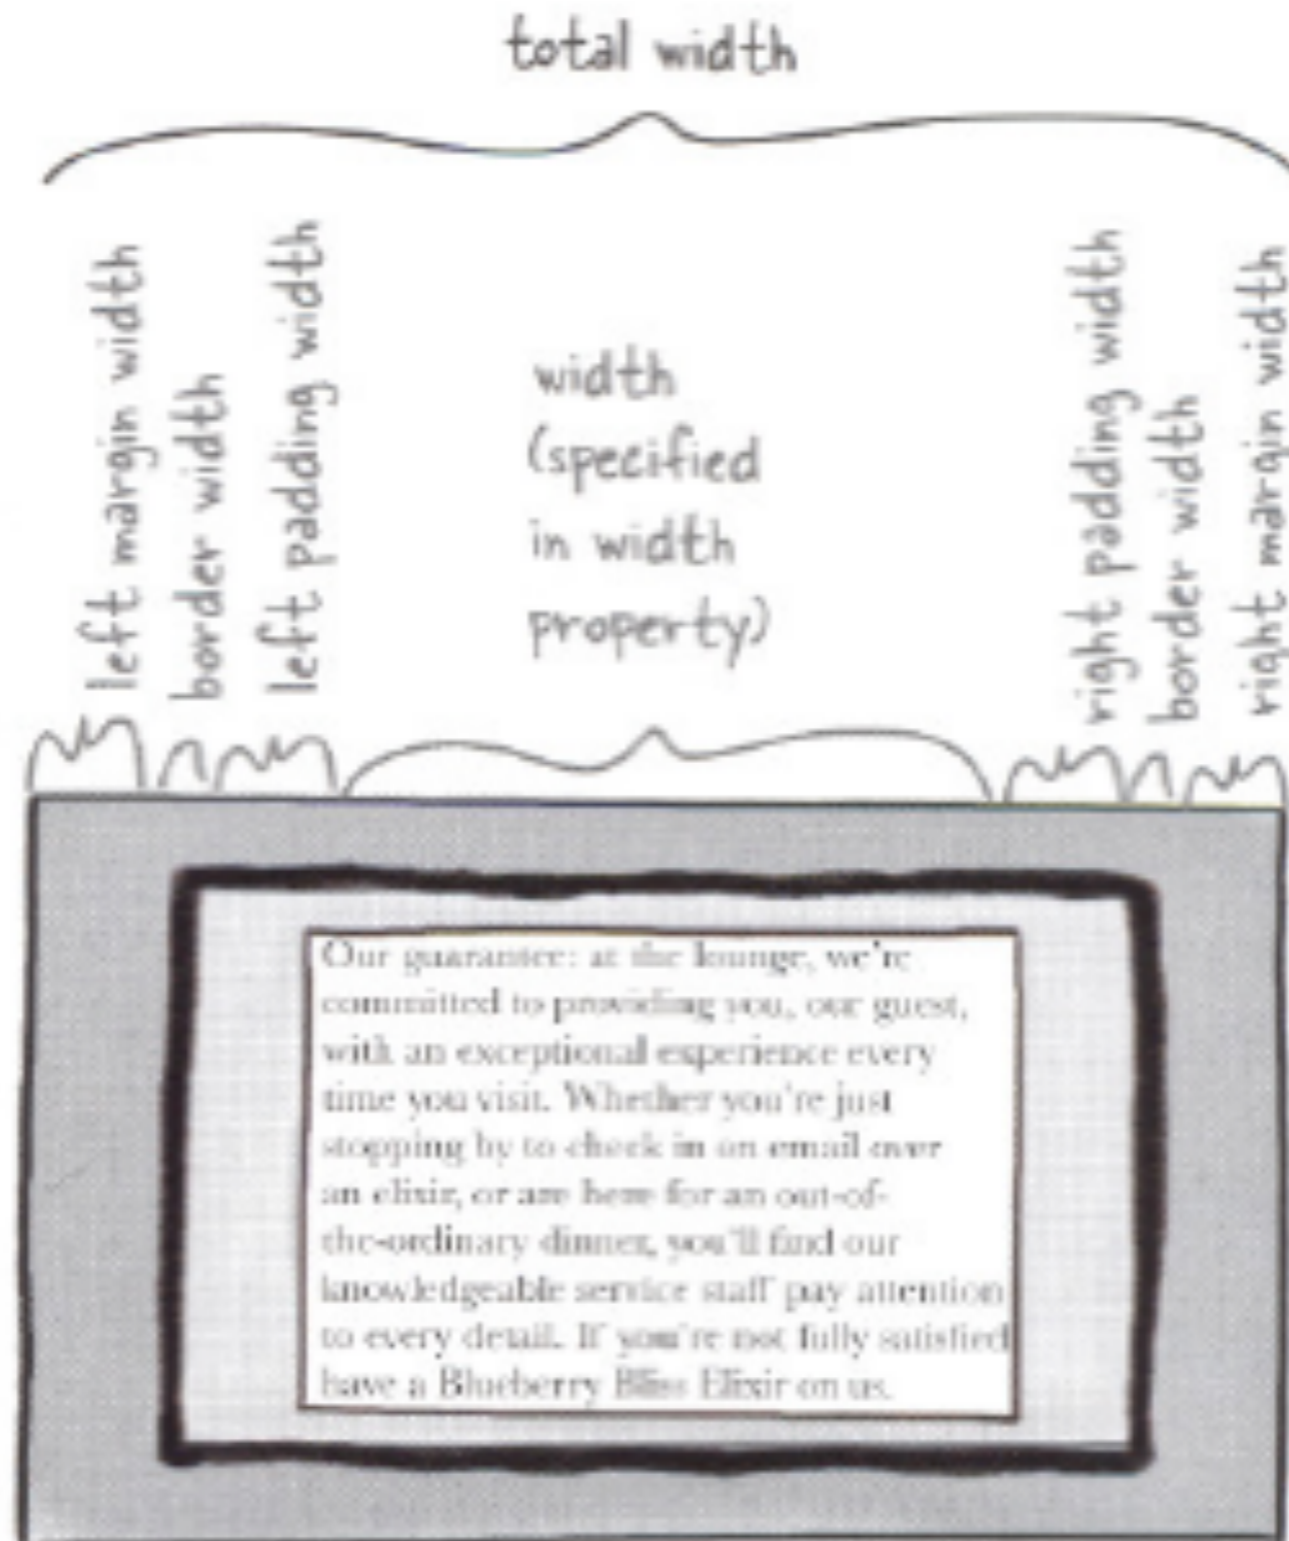 total width
left margin width
border width
left padding width
width
(specified
in width
property)
right padding width
border width
right margin width
Our guarantee: at the lounge, we're
committed to providing you, our guest,
with an exceptional experience every
time you visit. Whether you're just
stopping by to check in on email over
an elixir, or are here for an out-of-
the-ordinary dinner, you'll find our
knowledgeable service staff pay attention
to every detail. If you're not fully satisfied
have a Blueberry Bliss Elixir on us.